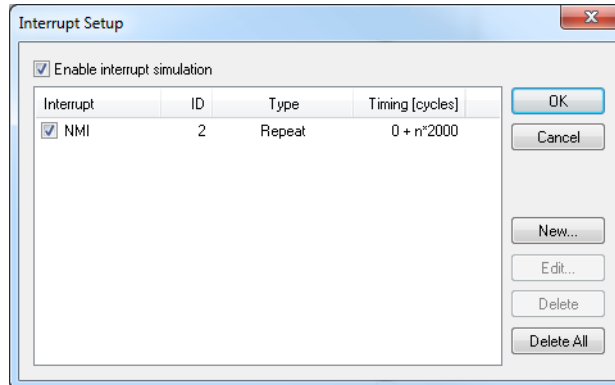 Interrupt Setup
Enable interrupt simulation
Interrupt ID Type Timing [cycles]
NMI 2 Repeat 0 + n*2000
OK
Cancel
New...
Edit...
Delete
Delete All